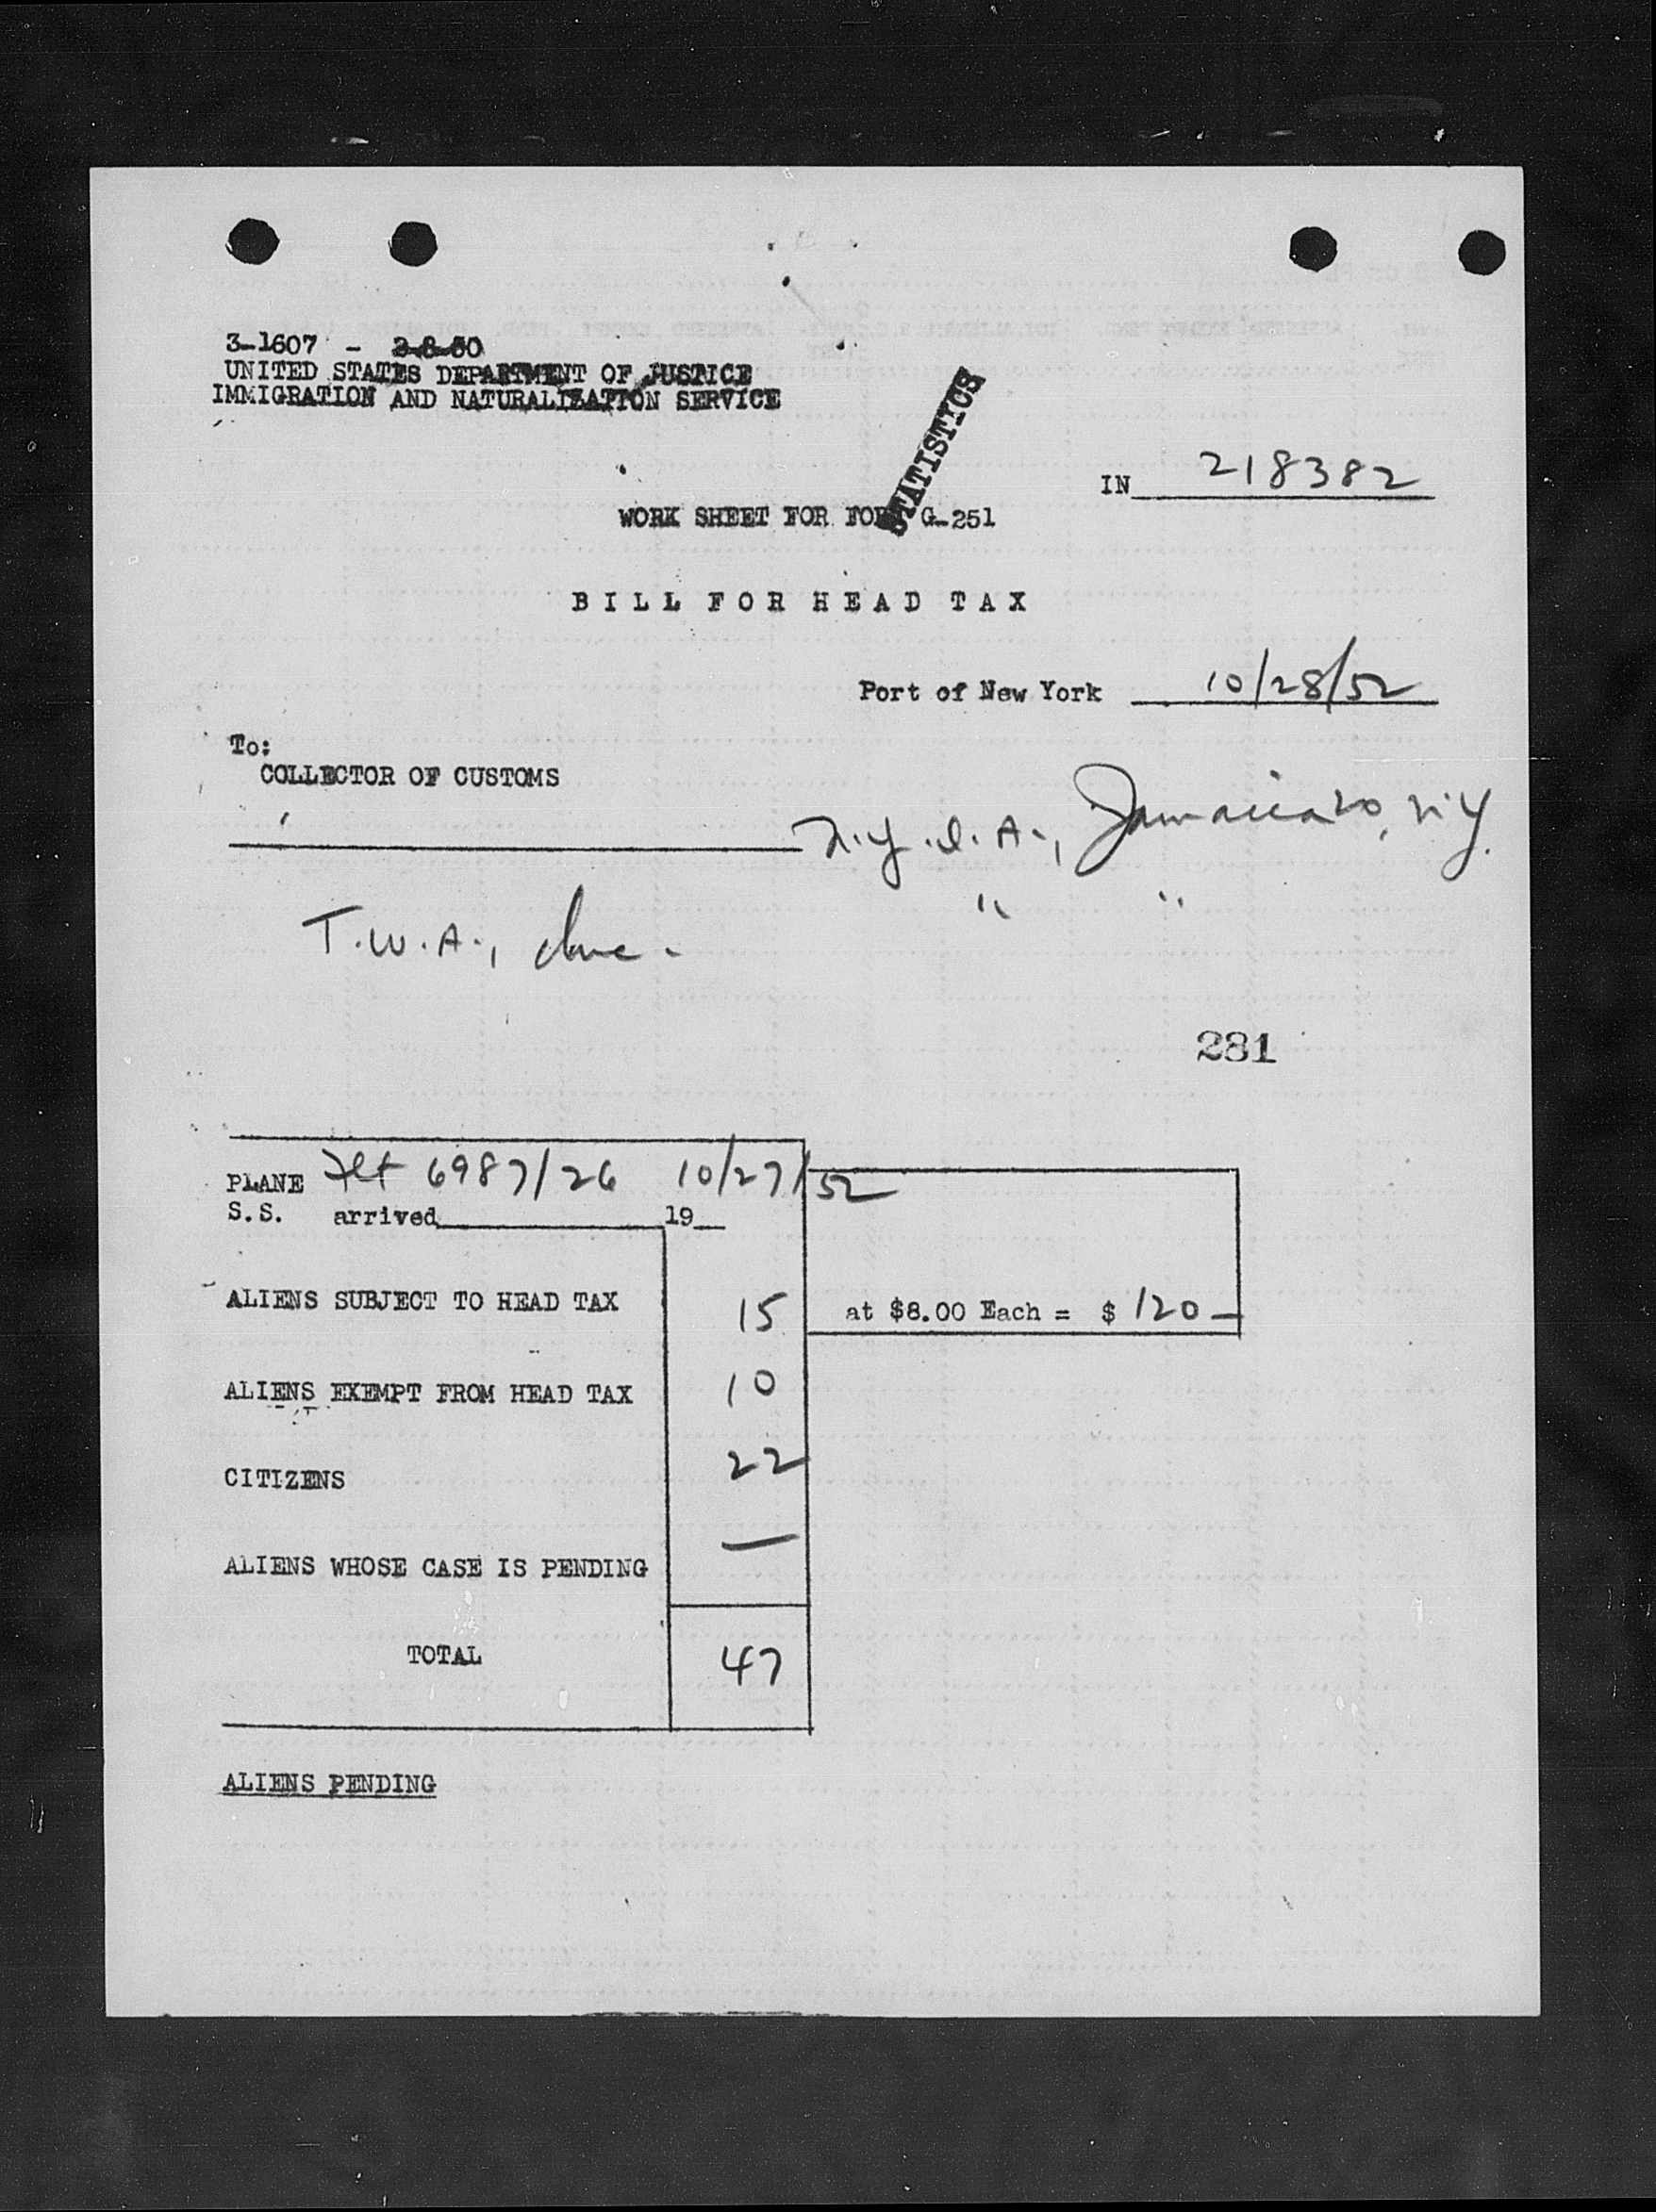 3-1607 - 2-8-50
UNITED STATES DEPARTMENT OF JUSTICE
IMMIGRATION AND NATURALIZATION SERVICE
STATISTICS
IN 218382
WORK SHEET FOR FORM G-251
BILL FOR HEAD TAX
Port of New York 10/28/52
To:
COLLECTOR OF CUSTOMS
N.Y.I.A., Jamaica 20, N.Y.
T.W.A., Inc. " "
281
PLANE Flt 6987/26 10/27/52
S.S. arrived 19
ALIENS SUBJECT TO HEAD TAX 15 at $8.00 Each = $ 120 —
ALIENS EXEMPT FROM HEAD TAX 10
CITIZENS 22
ALIENS WHOSE CASE IS PENDING —
TOTAL 47
ALIENS PENDING